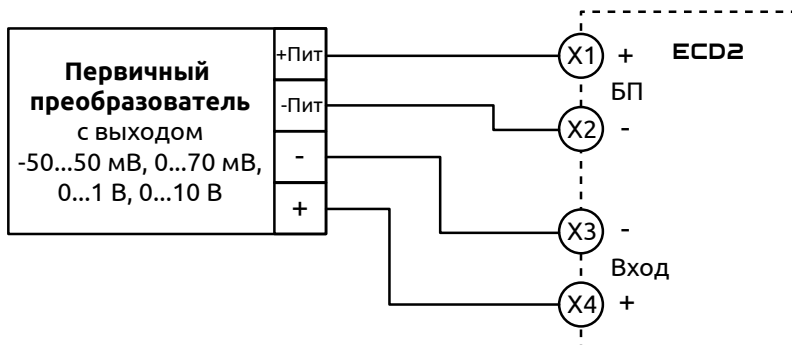 Первичный
преобразователь
с выходом
-50...50 мВ, 0...70 мВ,
0...1 В, 0...10 В
+Пит
-Пит
-
+
X1 +
БП
X2 -
X3 -
Вход
X4 +
ECD2